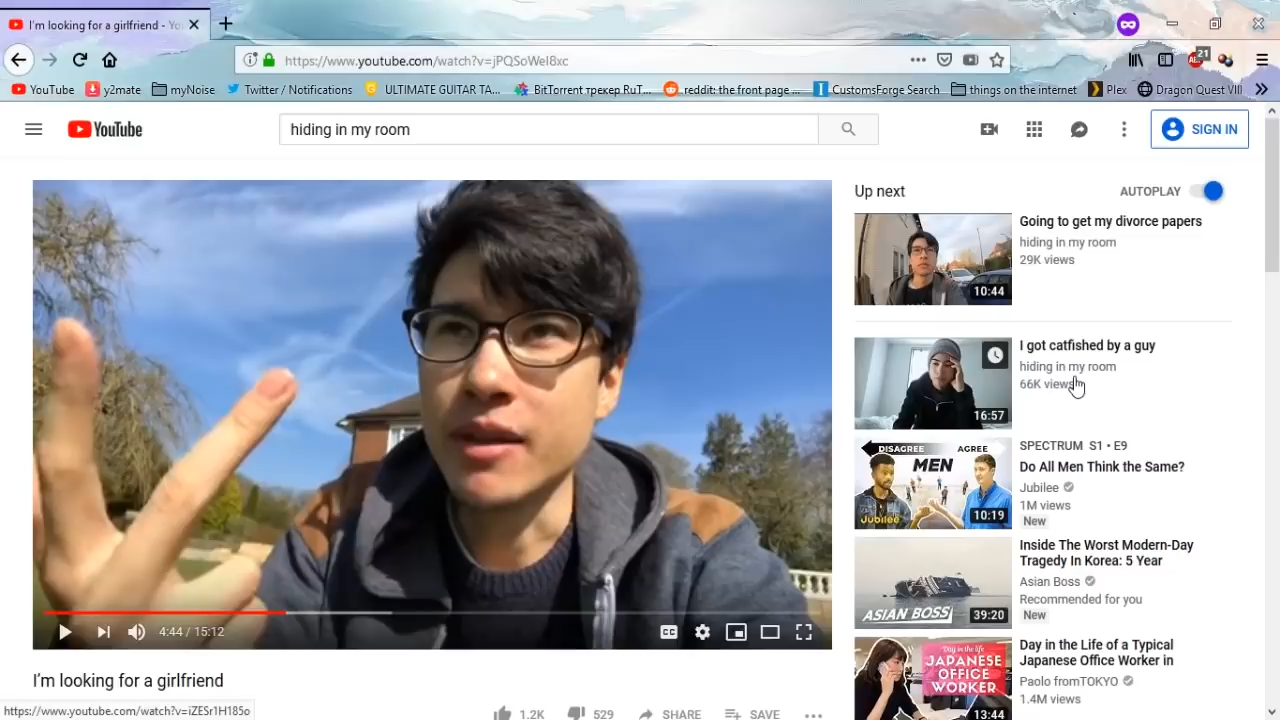 I'm looking for a girlfriend - Yo
https://www.youtube.com/watch?v=jPQSoWeI8xc
21
YouTube
y2mate
myNoise
Twitter / Notifications
ULTIMATE GUITAR TA...
BitTorrent трекер RuT...
reddit: the front page ...
CustomsForge Search
things on the internet
Plex
Dragon Quest VIII
YouTube
hiding in my room
SIGN IN
Up next
AUTOPLAY
10:44
Going to get my divorce papers
hiding in my room
29K views
16:57
I got catfished by a guy
hiding in my room
66K views
DISAGREE
AGREE
MEN
Jubilee
10:19
SPECTRUM S1 • E9
Do All Men Think the Same?
Jubilee
1M views
New
ASIAN BOSS
39:20
Inside The Worst Modern-Day
Tragedy In Korea: 5 Year
Asian Boss
Recommended for you
New
Day in the life
JAPANESE
OFFICE
WORKER
13:44
Day in the Life of a Typical
Japanese Office Worker in
Paolo fromTOKYO
1.4M views
4:44 / 15:12
CC
I'm looking for a girlfriend
1.2K
529
SHARE
SAVE
https://www.youtube.com/watch?v=iZESr1H185o